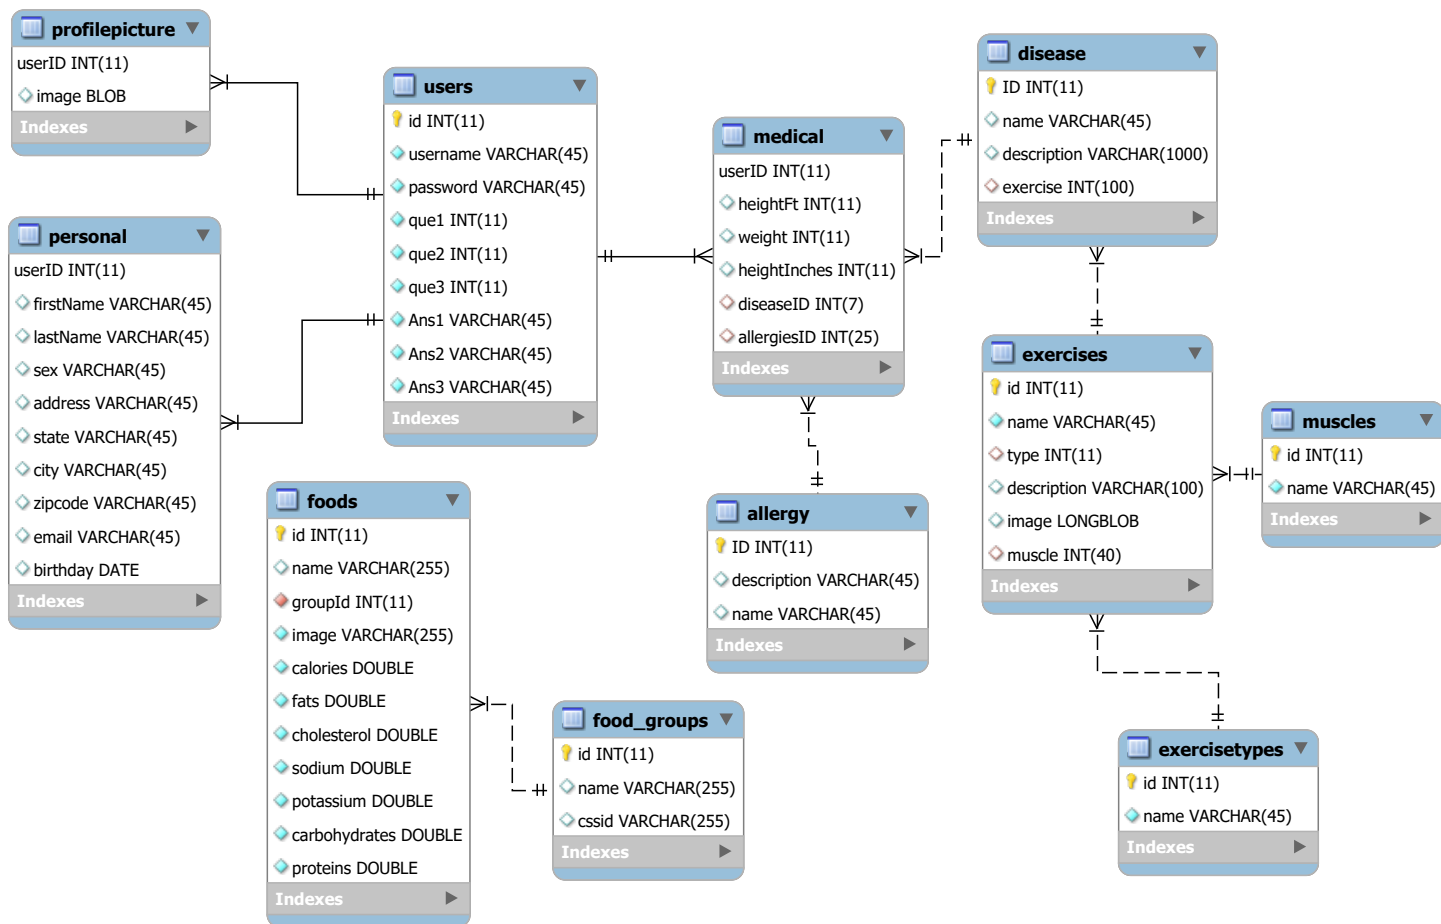 profilepicture
userID INT(11)
image BLOB
Indexes
personal
userID INT(11)
firstName VARCHAR(45)
lastName VARCHAR(45)
sex VARCHAR(45)
address VARCHAR(45)
state VARCHAR(45)
city VARCHAR(45)
zipcode VARCHAR(45)
email VARCHAR(45)
birthday DATE
Indexes
users
id INT(11)
username VARCHAR(45)
password VARCHAR(45)
que1 INT(11)
que2 INT(11)
que3 INT(11)
Ans1 VARCHAR(45)
Ans2 VARCHAR(45)
Ans3 VARCHAR(45)
Indexes
foods
id INT(11)
name VARCHAR(255)
groupId INT(11)
image VARCHAR(255)
calories DOUBLE
fats DOUBLE
cholesterol DOUBLE
sodium DOUBLE
potassium DOUBLE
carbohydrates DOUBLE
proteins DOUBLE
Indexes
food_groups
id INT(11)
name VARCHAR(255)
cssid VARCHAR(255)
Indexes
medical
userID INT(11)
heightFt INT(11)
weight INT(11)
heightInches INT(11)
diseaseID INT(7)
allergiesID INT(25)
Indexes
allergy
ID INT(11)
description VARCHAR(45)
name VARCHAR(45)
Indexes
disease
ID INT(11)
name VARCHAR(45)
description VARCHAR(1000)
exercise INT(100)
Indexes
exercises
id INT(11)
name VARCHAR(45)
type INT(11)
description VARCHAR(100)
image LONGBLOB
muscle INT(40)
Indexes
muscles
id INT(11)
name VARCHAR(45)
Indexes
exercisetypes
id INT(11)
name VARCHAR(45)
Indexes